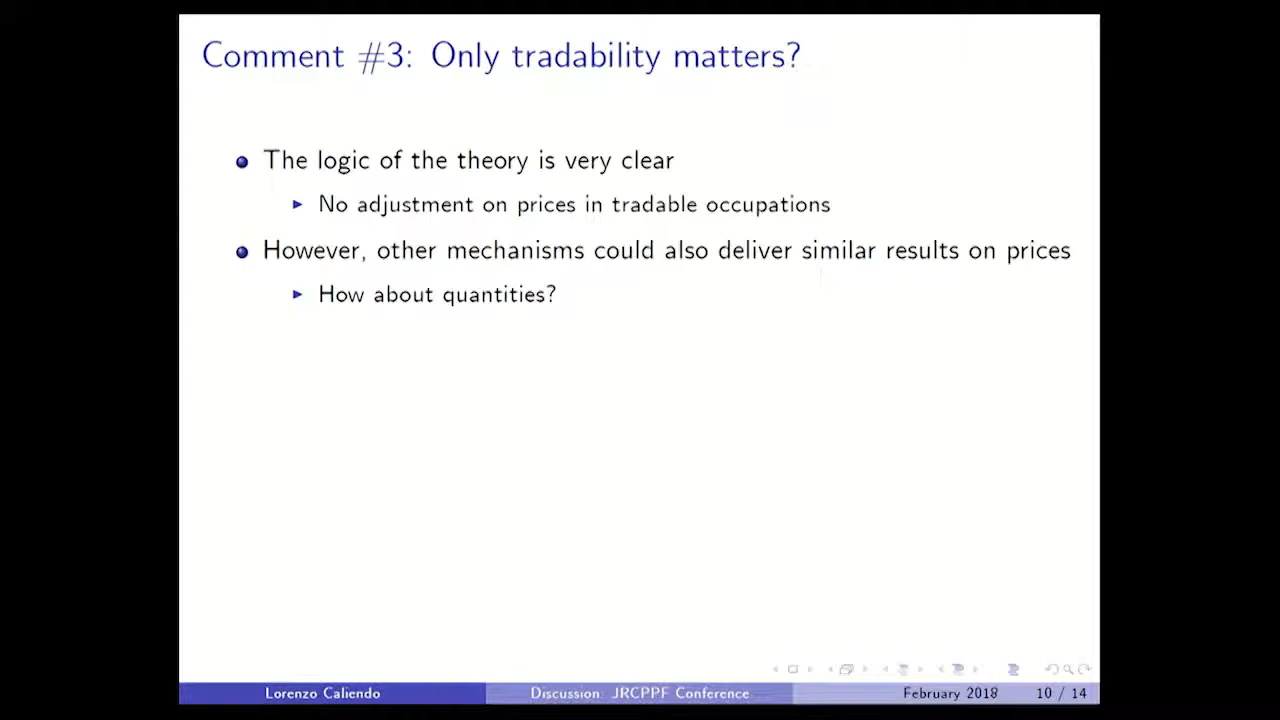 Comment #3: Only tradability matters?
The logic of the theory is very clear
No adjustment on prices in tradable occupations
However, other mechanisms could also deliver similar results on prices
How about quantities?
Lorenzo Caliendo Discussion: JRCPPF Conference February 2018 10 / 14